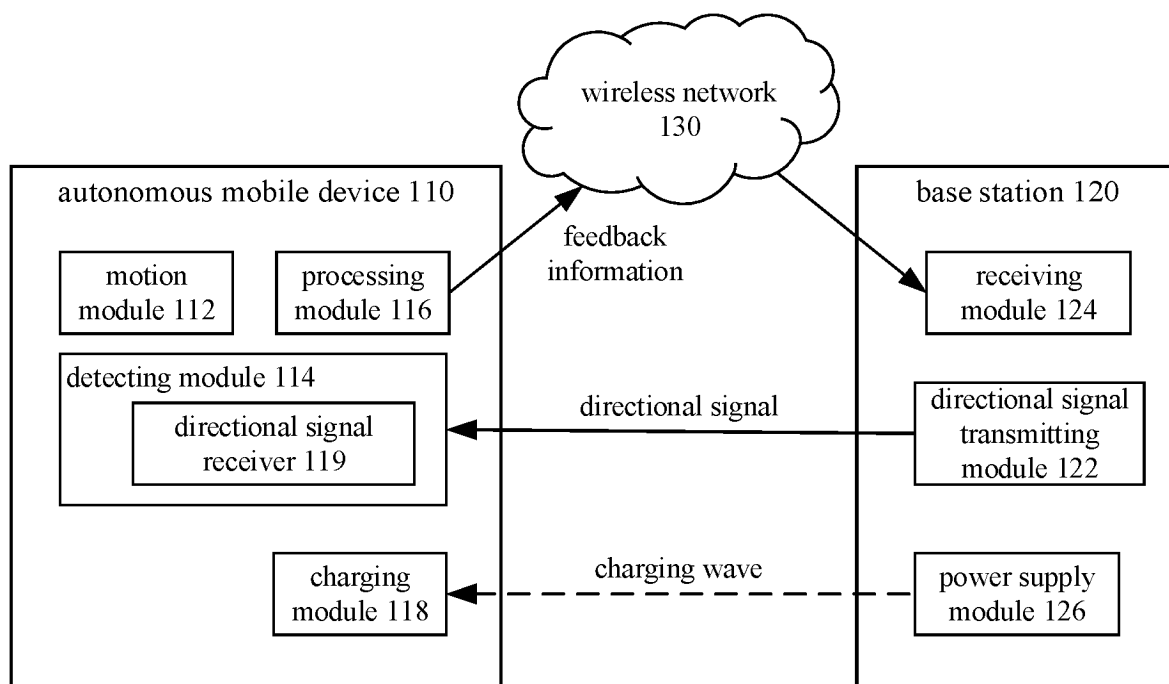 wireless network
130
autonomous mobile device 110
base station 120
motion
module 112
processing
module 116
feedback
information
receiving
module 124
detecting module 114
directional signal
receiver 119
directional signal
directional signal
transmitting
module 122
charging
module 118
charging wave
power supply
module 126